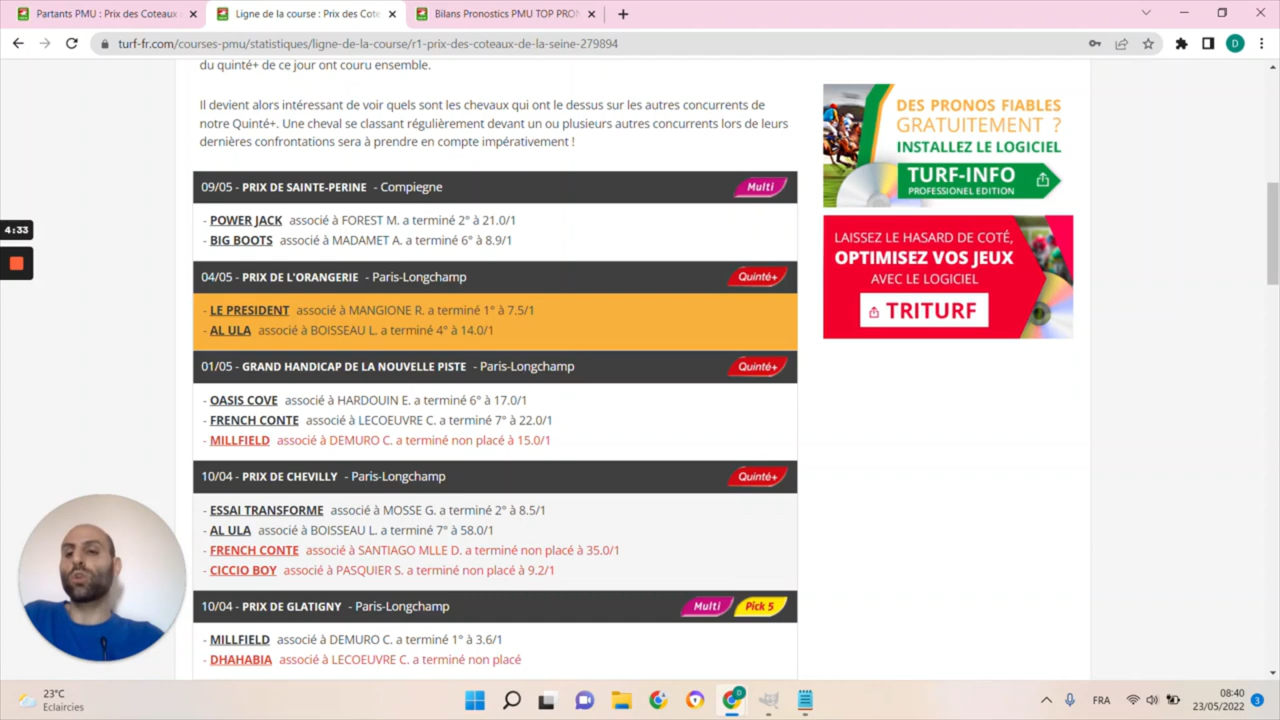 Partants PMU : Prix des Coteaux
Ligne de la course : Prix des Cote
Bilans Pronostics PMU TOP PRON
turf-fr.com/courses-pmu/statistiques/ligne-de-la-course/r1-prix-des-coteaux-de-la-seine-279894
D
du quinté+ de ce jour ont couru ensemble.
Il devient alors intéressant de voir quels sont les chevaux qui ont le dessus sur les autres concurrents de
notre Quinté+. Une cheval se classant régulièrement devant un ou plusieurs autres concurrents lors de leurs
dernières confrontations sera à prendre en compte impérativement !
09/05 - PRIX DE SAINTE-PERINE - Compiegne
Multi
- POWER JACK associé à FOREST M. a terminé 2° à 21.0/1
- BIG BOOTS associé à MADAMET A. a terminé 6° à 8.9/1
04/05 - PRIX DE L'ORANGERIE - Paris-Longchamp
Quinté+
- LE PRESIDENT associé à MANGIONE R. a terminé 1° à 7.5/1
- AL ULA associé à BOISSEAU L. a terminé 4° à 14.0/1
01/05 - GRAND HANDICAP DE LA NOUVELLE PISTE - Paris-Longchamp
Quinté+
- OASIS COVE associé à HARDOUIN E. a terminé 6° à 17.0/1
- FRENCH CONTE associé à LECOEUVRE C. a terminé 7° à 22.0/1
- MILLFIELD associé à DEMURO C. a terminé non placé à 15.0/1
10/04 - PRIX DE CHEVILLY - Paris-Longchamp
Quinté+
- ESSAI TRANSFORME associé à MOSSE G. a terminé 2° à 8.5/1
- AL ULA associé à BOISSEAU L. a terminé 7° à 58.0/1
- FRENCH CONTE associé à SANTIAGO MLLE D. a terminé non placé à 35.0/1
- CICCIO BOY associé à PASQUIER S. a terminé non placé à 9.2/1
10/04 - PRIX DE GLATIGNY - Paris-Longchamp
Multi
Pick 5
- MILLFIELD associé à DEMURO C. a terminé 1° à 3.6/1
- DHAHABIA associé à LECOEUVRE C. a terminé non placé
DES PRONOS FIABLES
GRATUITEMENT ?
INSTALLEZ LE LOGICIEL
TURF-INFO
PROFESSIONEL EDITION
LAISSEZ LE HASARD DE COTÉ,
OPTIMISEZ VOS JEUX
AVEC LE LOGICIEL
TRITURF
4:33
23°C
Eclaircies
D
FRA
08:40
23/05/2022
3